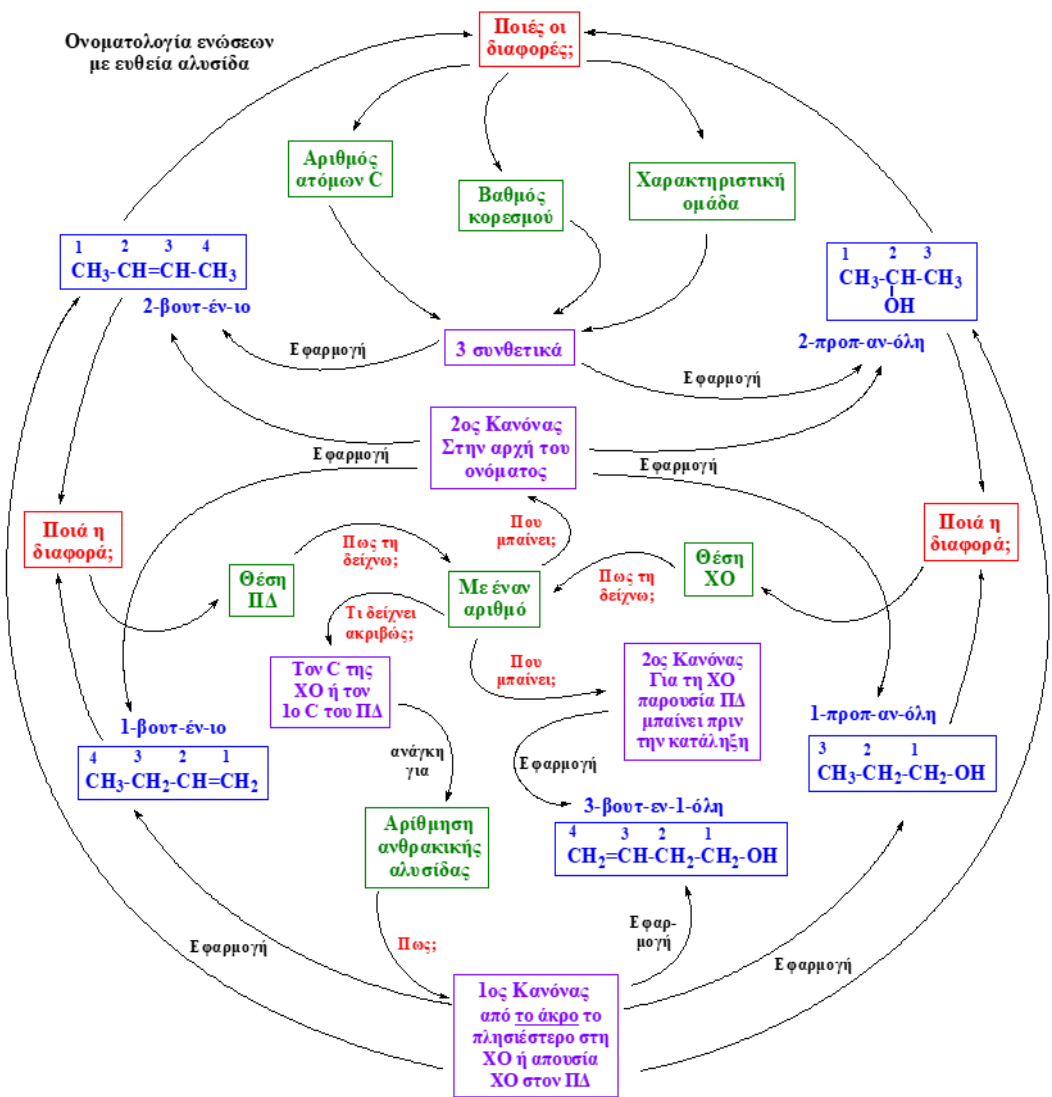 Ονοματολογία ενώσεων
με ευθεία αλυσίδα
Ποιές οι
διαφορές;
Αριθμός
ατόμων C
Βαθμός
κορεσμού
Χαρακτηριστική
ομάδα
1 2 3 4
CH3-CH=CH-CH3
2-βουτ-έν-ιο
1 2 3
CH3-CH-CH3
OH
2-προπ-αν-όλη
Εφαρμογή
3 συνθετικά
Εφαρμογή
2ος Κανόνας
Στην αρχή του
ονόματος
Εφαρμογή
Εφαρμογή
Ποιά η
διαφορά;
Ποιά η
διαφορά;
Που
μπαίνει;
Πως τη
δείχνω;
Θέση
ΠΔ
Με έναν
αριθμό
Πως τη
δείχνω;
Θέση
ΧΟ
Τι δείχνει
ακριβώς;
Τον C της
ΧΟ ή τον
1ο C του ΠΔ
Που
μπαίνει;
2ος Κανόνας
Για τη ΧΟ
παρουσία ΠΔ
μπαίνει πριν
την κατάληξη
1-βουτ-έν-ιο
4 3 2 1
CH3-CH2-CH=CH2
1-προπ-αν-όλη
3 2 1
CH3-CH2-CH2-OH
ανάγκη
για
Εφαρμογή
3-βουτ-εν-1-όλη
4 3 2 1
CH2=CH-CH2-CH2-OH
Αρίθμηση
ανθρακικής
αλυσίδας
Εφαρμογή
Πως;
Εφαρ-
μογή
Εφαρμογή
1ος Κανόνας
από το άκρο το
πλησιέστερο στη
ΧΟ ή απουσία
ΧΟ στον ΠΔ